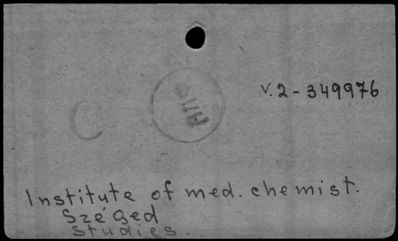 V.2-349976
Institute of med. chemist.
Szeged
Studies.